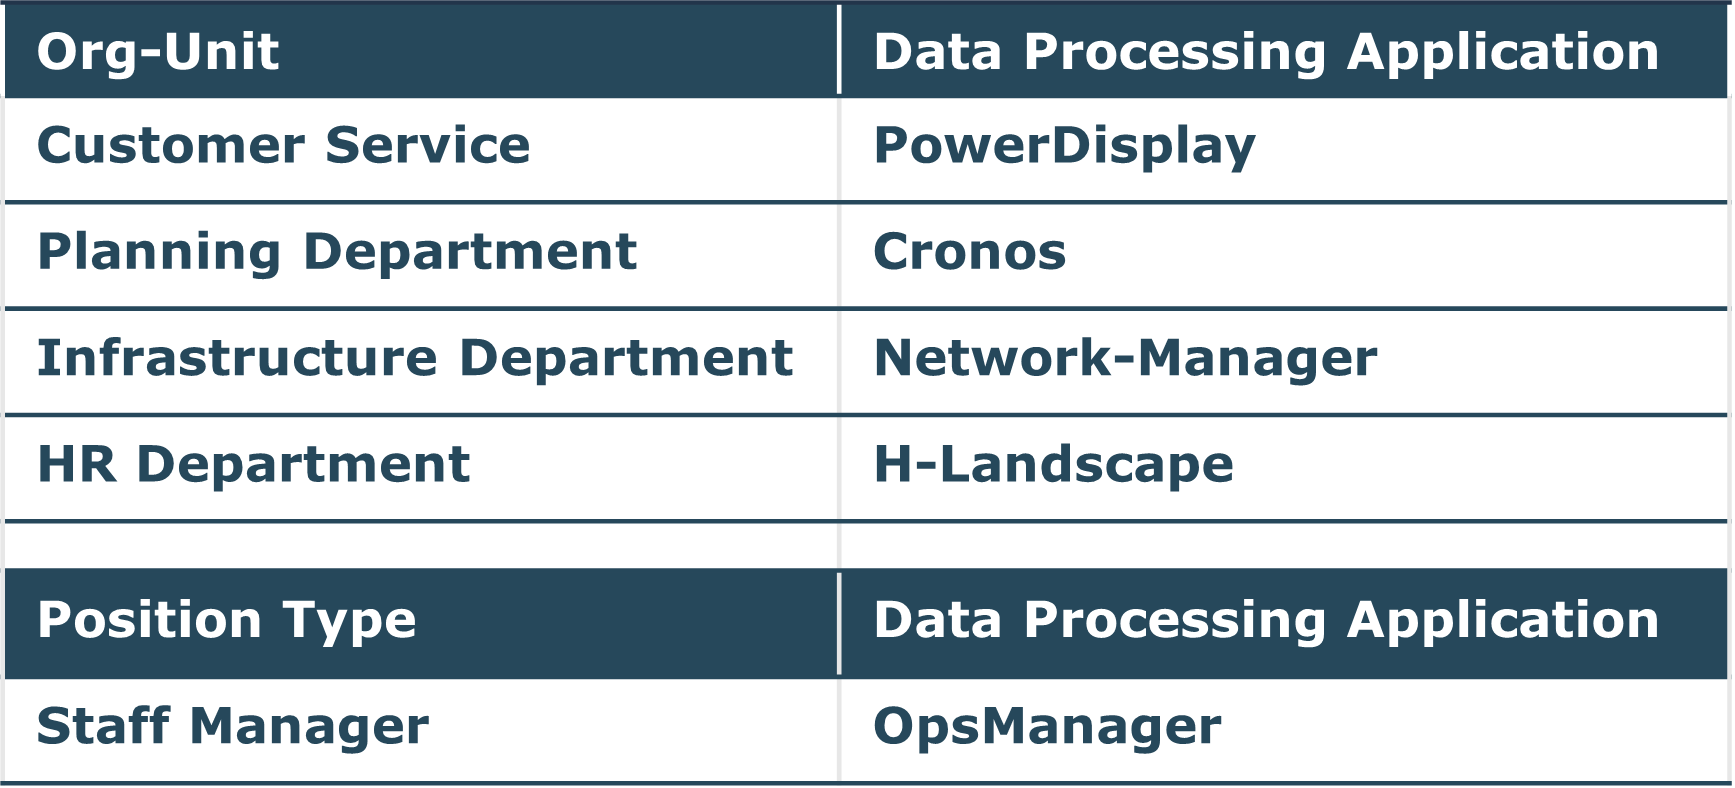 Org-Unit Data Processing Application
Customer Service PowerDisplay
Planning Department Cronos
Infrastructure Department Network-Manager
HR Department H-Landscape
Position Type Data Processing Application
Staff Manager OpsManager